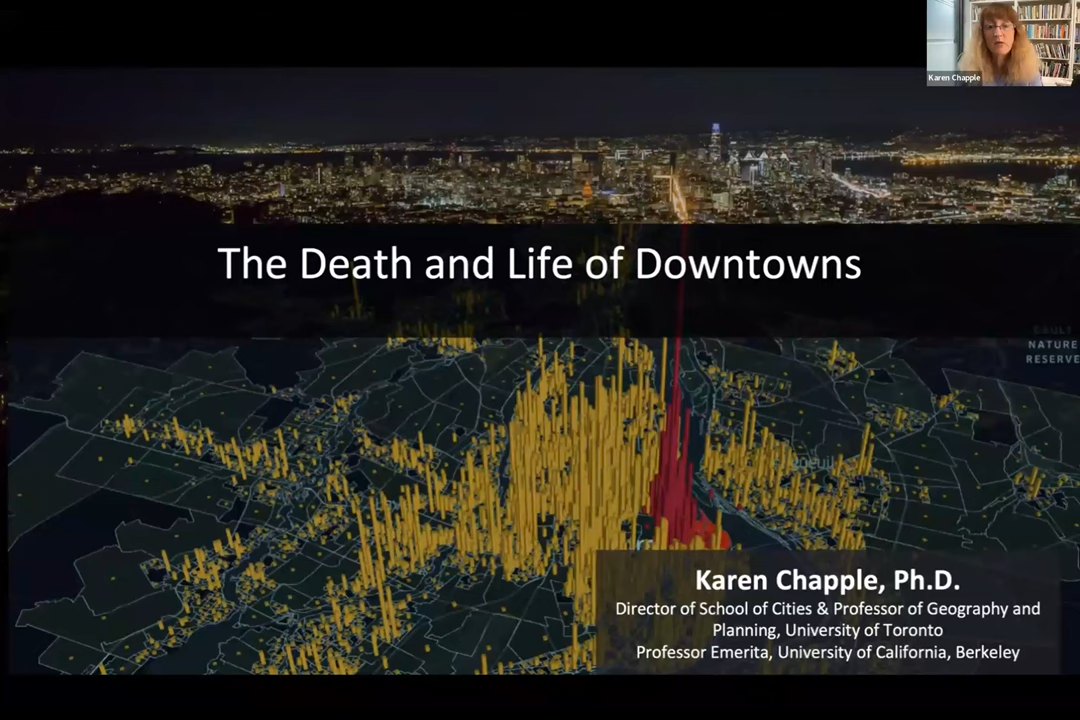 Karen Chapple
The Death and Life of Downtowns
NATURE
RESERVE
Karen Chapple, Ph.D.
Director of School of Cities & Professor of Geography and
Planning, University of Toronto
Professor Emerita, University of California, Berkeley